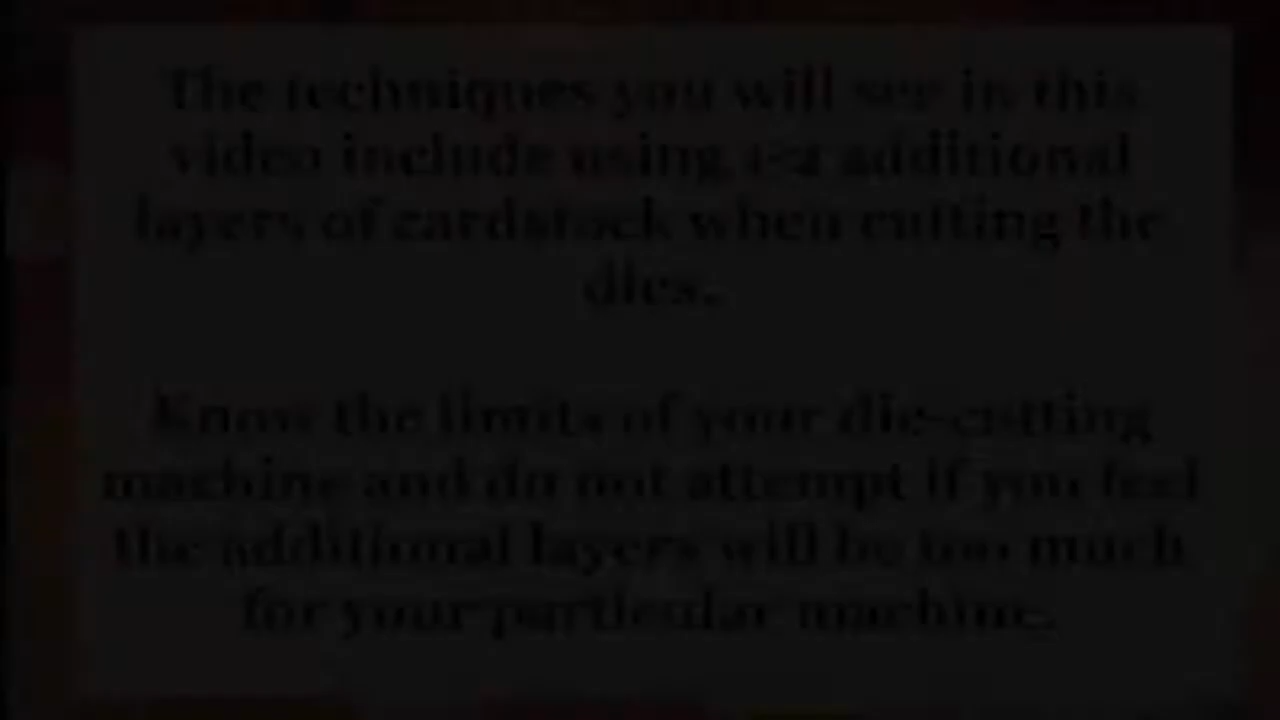 The techniques you will see in this
video include using 1-2 additional
layers of cardstock when cutting the
dies.
Know the limits of your die-cutting
machine and do not attempt if you feel
the additional layers will be too much
for your particular machine.